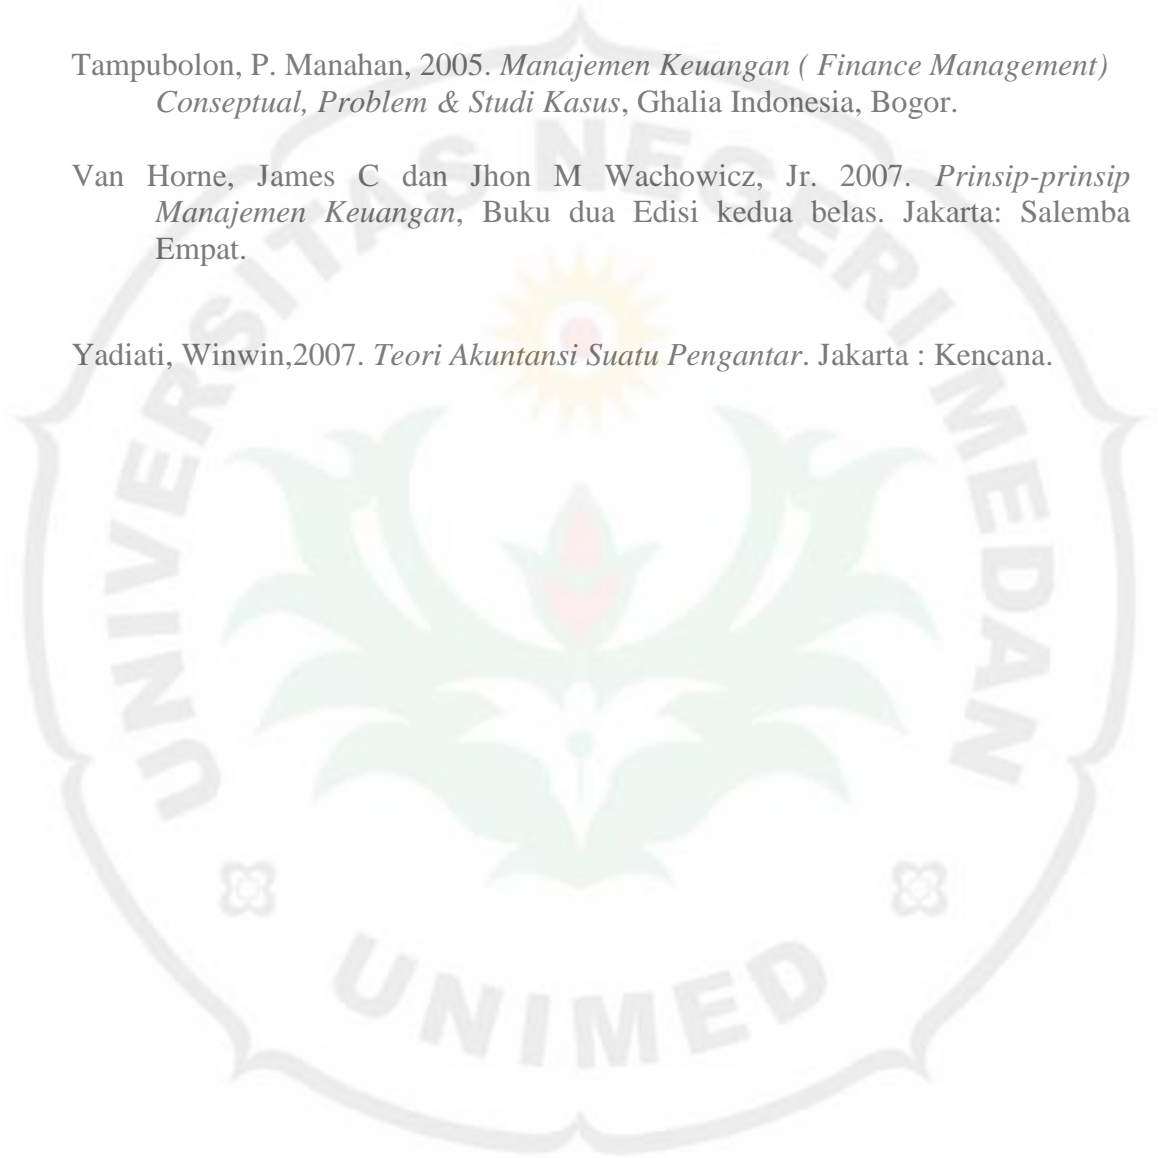 Tampubolon, P. Manahan, 2005. Manajemen Keuangan ( Finance Management)
Conseptual, Problem & Studi Kasus, Ghalia Indonesia, Bogor.
Van Horne, James C dan Jhon M Wachowicz, Jr. 2007. Prinsip-prinsip
Manajemen Keuangan, Buku dua Edisi kedua belas. Jakarta: Salemba
Empat.
Yadiati, Winwin,2007. Teori Akuntansi Suatu Pengantar. Jakarta : Kencana.
UNIVERSITAS NEGERI MEDAN
UNIMED